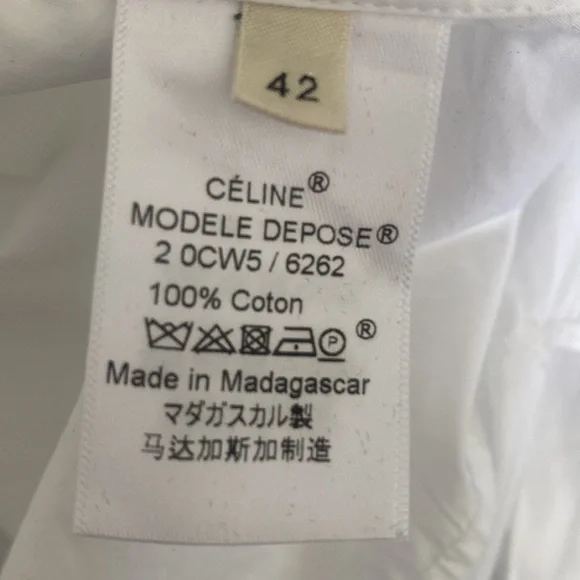 42
CÉLINE®
MODELE DEPOSE®
2 0CW5 / 6262
100% Coton
P ®
Made in Madagascar
マダガスカル製
马达加斯加制造